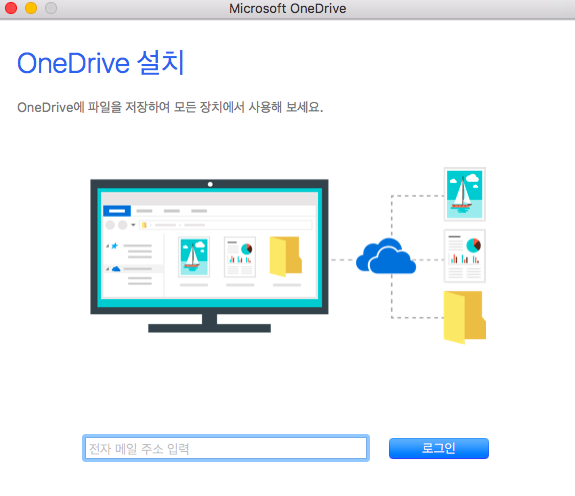 Microsoft OneDrive
OneDrive 설치
OneDrive에 파일을 저장하여 모든 장치에서 사용해 보세요.
전자 메일 주소 입력
로그인